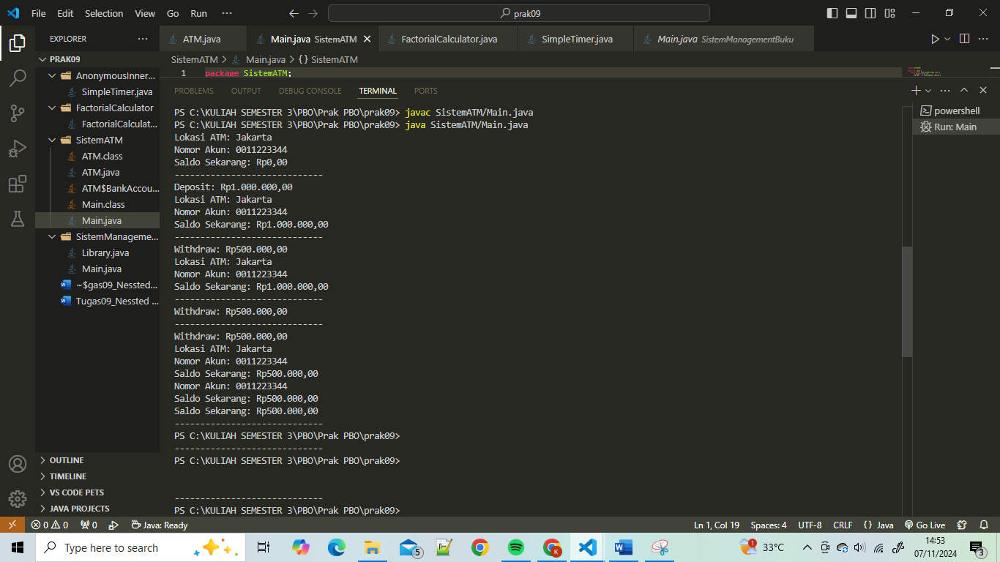 File Edit Selection View Go Run ··· prak09
EXPLORER ···
PRAK09
AnonymousInner...
SimpleTimer.java
FactorialCalculator
FactorialCalculat...
SistemATM
ATM.class
ATM.java
ATM$BankAccou...
Main.class
Main.java
SistemManageme...
Library.java
Main.java
~$gas09_Nessted...
Tugas09_Nessted ...
OUTLINE
TIMELINE
VS CODE PETS
JAVA PROJECTS
ATM.java Main.java SistemATM FactorialCalculator.java SimpleTimer.java Main.java SistemManagementBuku
SistemATM > Main.java > {} SistemATM
1 package SistemATM;
PROBLEMS OUTPUT DEBUG CONSOLE TERMINAL PORTS
PS C:\KULIAH SEMESTER 3\PBO\Prak PBO\prak09> javac SistemATM/Main.java
PS C:\KULIAH SEMESTER 3\PBO\Prak PBO\prak09> java SistemATM/Main.java
Lokasi ATM: Jakarta
Nomor Akun: 0011223344
Saldo Sekarang: Rp0,00
-----------------------------
Deposit: Rp1.000.000,00
Lokasi ATM: Jakarta
Nomor Akun: 0011223344
Saldo Sekarang: Rp1.000.000,00
-----------------------------
Withdraw: Rp500.000,00
Lokasi ATM: Jakarta
Nomor Akun: 0011223344
Saldo Sekarang: Rp1.000.000,00
-----------------------------
Withdraw: Rp500.000,00
-----------------------------
Withdraw: Rp500.000,00
Lokasi ATM: Jakarta
Nomor Akun: 0011223344
Saldo Sekarang: Rp500.000,00
Nomor Akun: 0011223344
Saldo Sekarang: Rp500.000,00
Saldo Sekarang: Rp500.000,00
-----------------------------
PS C:\KULIAH SEMESTER 3\PBO\Prak PBO\prak09>
-----------------------------
PS C:\KULIAH SEMESTER 3\PBO\Prak PBO\prak09>
-----------------------------
PS C:\KULIAH SEMESTER 3\PBO\Prak PBO\prak09>
powershell
Run: Main
0 0 0 Java: Ready Ln 1, Col 19 Spaces: 4 UTF-8 CRLF {} Java Go Live
Type here to search 5 K 1 33°C 14:53
07/11/2024 3